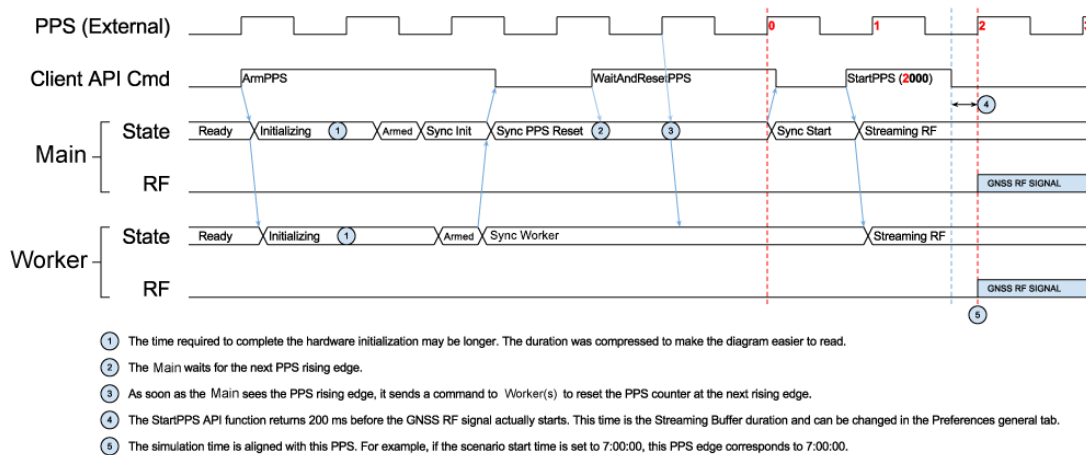 PPS (External)
0 1 2 3
Client API Cmd
ArmPPS WaitAndResetPPS StartPPS (2000)
4
State
Ready Initializing 1 Armed Sync Init Sync PPS Reset 2 3 Sync Start Streaming RF
Main
RF
GNSS RF SIGNAL
State
Ready Initializing 1 Armed Sync Worker Streaming RF
Worker
RF
GNSS RF SIGNAL
5
1 The time required to complete the hardware initialization may be longer. The duration was compressed to make the diagram easier to read.
2 The Main waits for the next PPS rising edge.
3 As soon as the Main sees the PPS rising edge, it sends a command to Worker(s) to reset the PPS counter at the next rising edge.
4 The StartPPS API function returns 200 ms before the GNSS RF signal actually starts. This time is the Streaming Buffer duration and can be changed in the Preferences general tab.
5 The simulation time is aligned with this PPS. For example, if the scenario start time is set to 7:00:00, this PPS edge corresponds to 7:00:00.